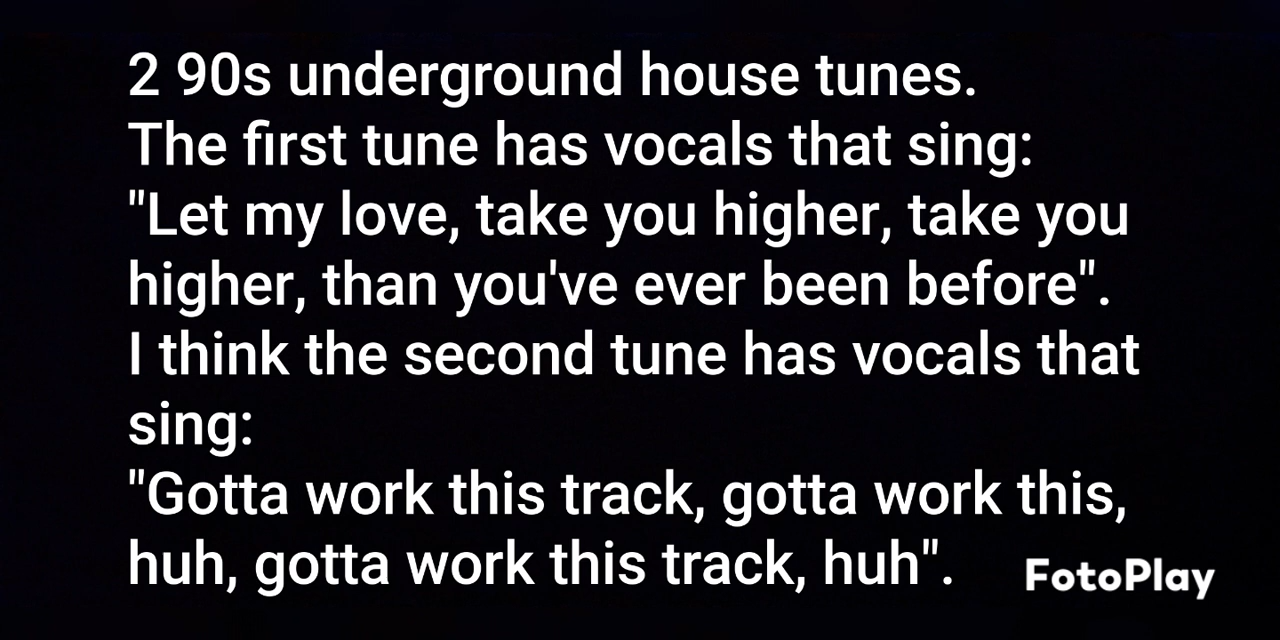 2 90s underground house tunes.
The first tune has vocals that sing:
"Let my love, take you higher, take you
higher, than you've ever been before".
I think the second tune has vocals that
sing:
"Gotta work this track, gotta work this,
huh, gotta work this track, huh".
FotoPlay